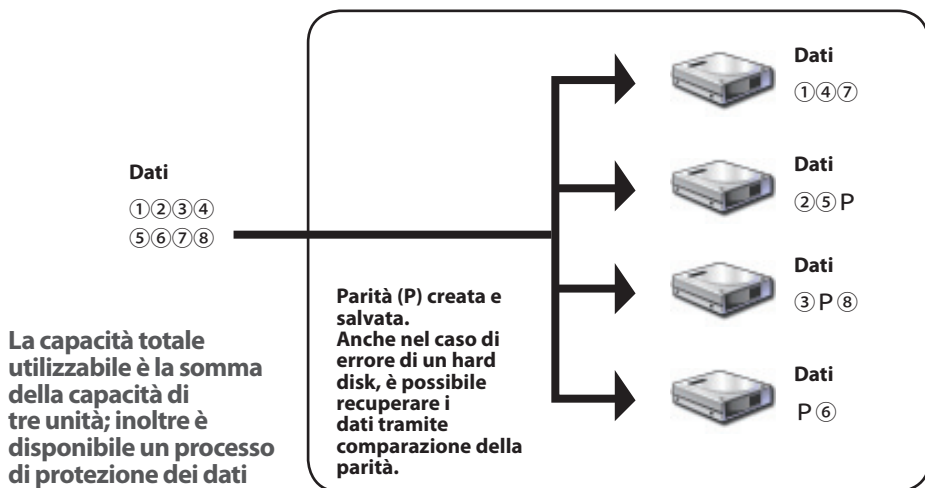 Dati
①②③④
⑤⑥⑦⑧
La capacità totale
utilizzabile è la somma
della capacità di
tre unità; inoltre è
disponibile un processo
di protezione dei dati
Parità (P) creata e
salvata.
Anche nel caso di
errore di un hard
disk, è possibile
recuperare i
dati tramite
comparazione della
parità.
Dati
①④⑦
Dati
②⑤P
Dati
③P⑧
Dati
P⑥